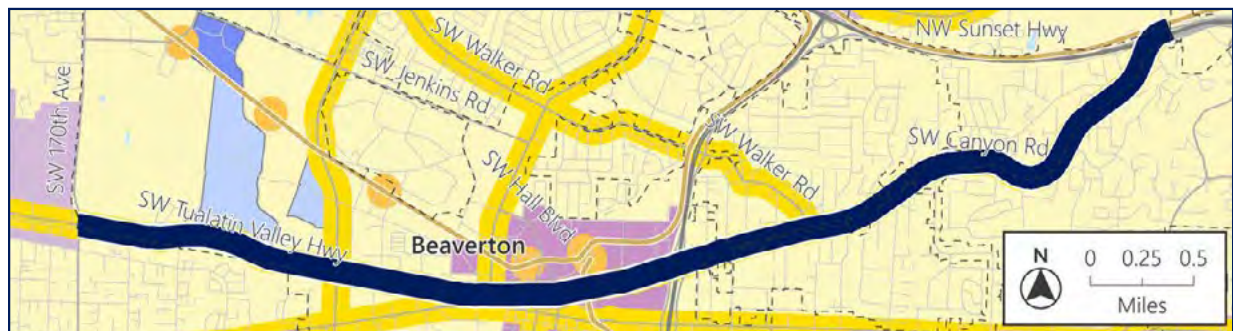 NW Sunset Hwy
SW Walker Rd
SW Jenkins Rd
SW 170th Ave
SW Walker Rd
SW Canyon Rd
SW Hall Blvd
SW Tualatin Valley Hwy
Beaverton
N
0 0.25 0.5
Miles